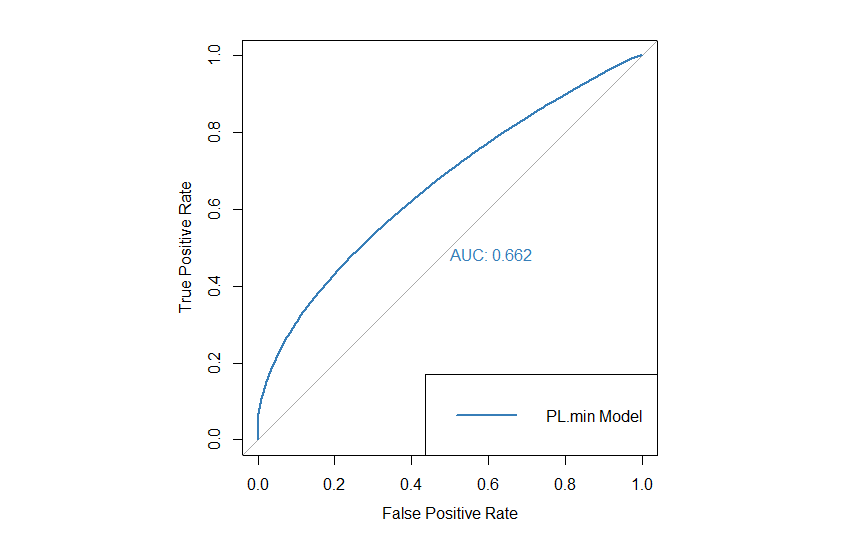 True Positive Rate
1.0
0.8
0.6
0.4
0.2
0.0
AUC: 0.662
PL.min Model
0.0 0.2 0.4 0.6 0.8 1.0
False Positive Rate